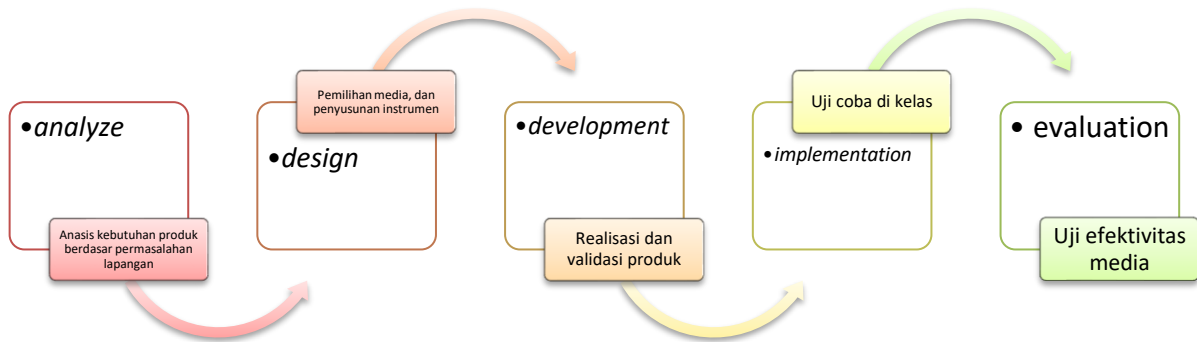 •analyze
Anasis kebutuhan produk
berdasar permasalahan
lapangan
Pemilihan media, dan
penyusunan instrumen
•design
•development
Realisasi dan
validasi produk
Uji coba di kelas
•implementation
• evaluation
Uji efektivitas
media